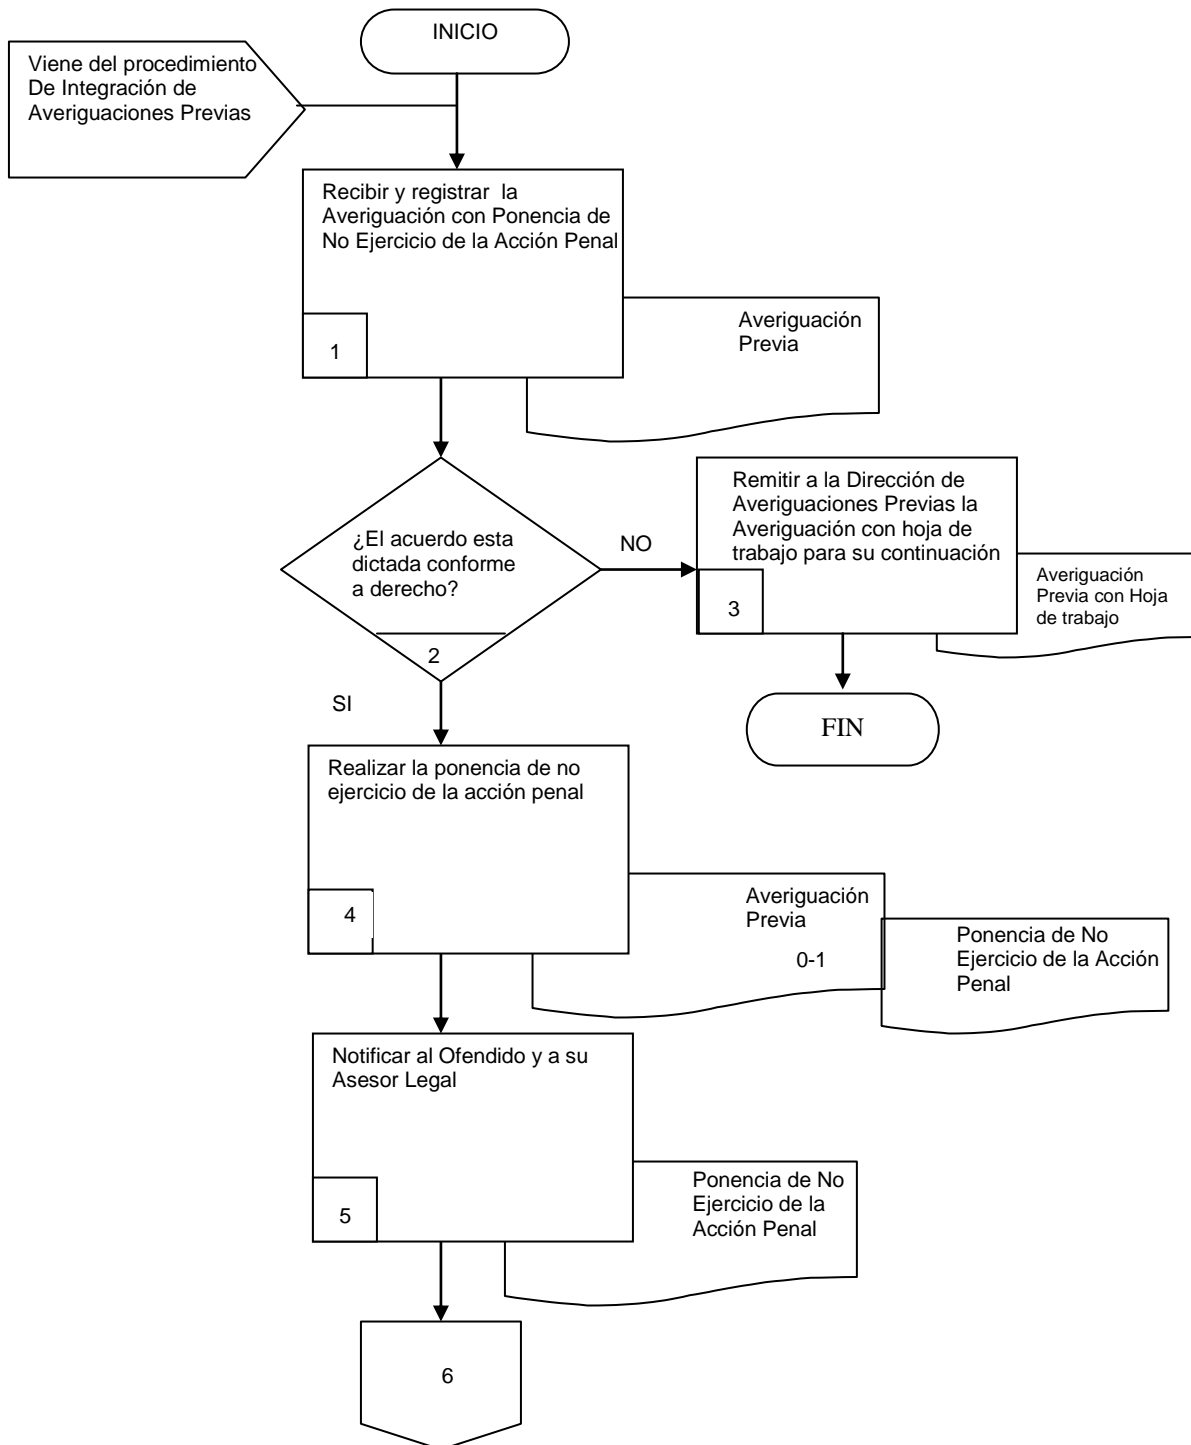 INICIO
Viene del procedimiento
De Integración de
Averiguaciones Previas
Recibir y registrar  la
Averiguación con Ponencia de
No Ejercicio de la Acción Penal
1
Averiguación
Previa
¿El acuerdo esta
dictada conforme
a derecho?
2
NO
Remitir a la Dirección de
Averiguaciones Previas la
Averiguación con hoja de
trabajo para su continuación
3
Averiguación
Previa con Hoja
de trabajo
FIN
SI
Realizar la ponencia de no
ejercicio de la acción penal
4
Averiguación
Previa
0-1
Ponencia de No
Ejercicio de la Acción
Penal
Notificar al Ofendido y a su
Asesor Legal
5
Ponencia de No
Ejercicio de la
Acción Penal
6